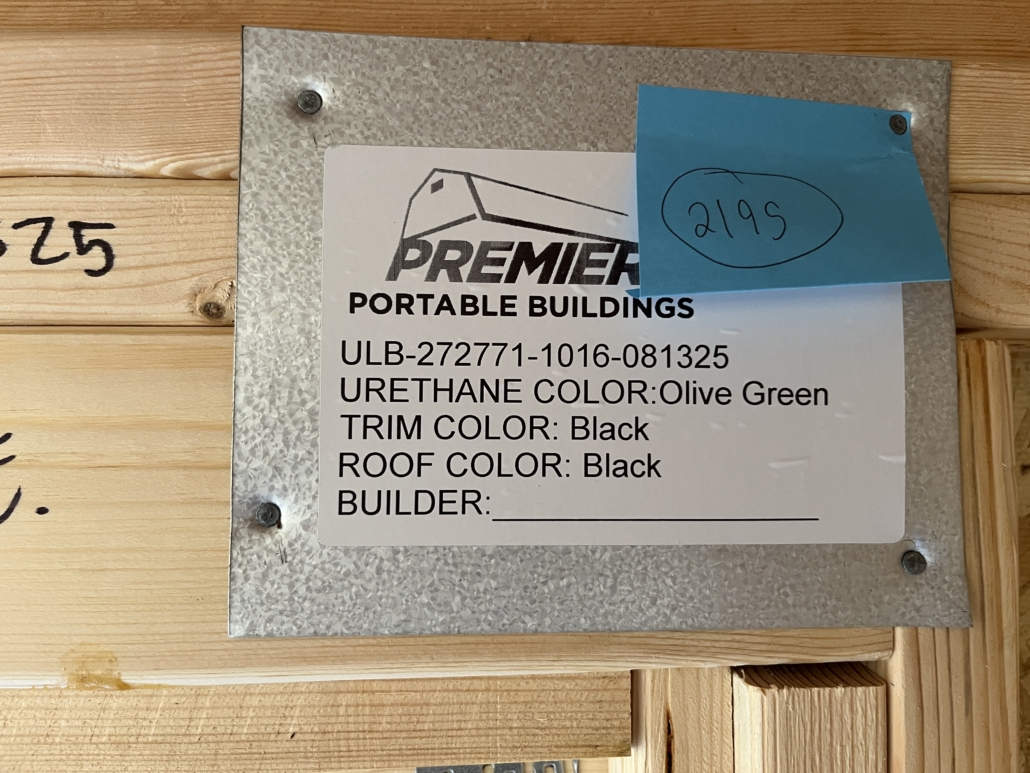 2195
25
PREMIER
PORTABLE BUILDINGS
ULB-272771-1016-081325
URETHANE COLOR:Olive Green
TRIM COLOR: Black
ROOF COLOR: Black
BUILDER: